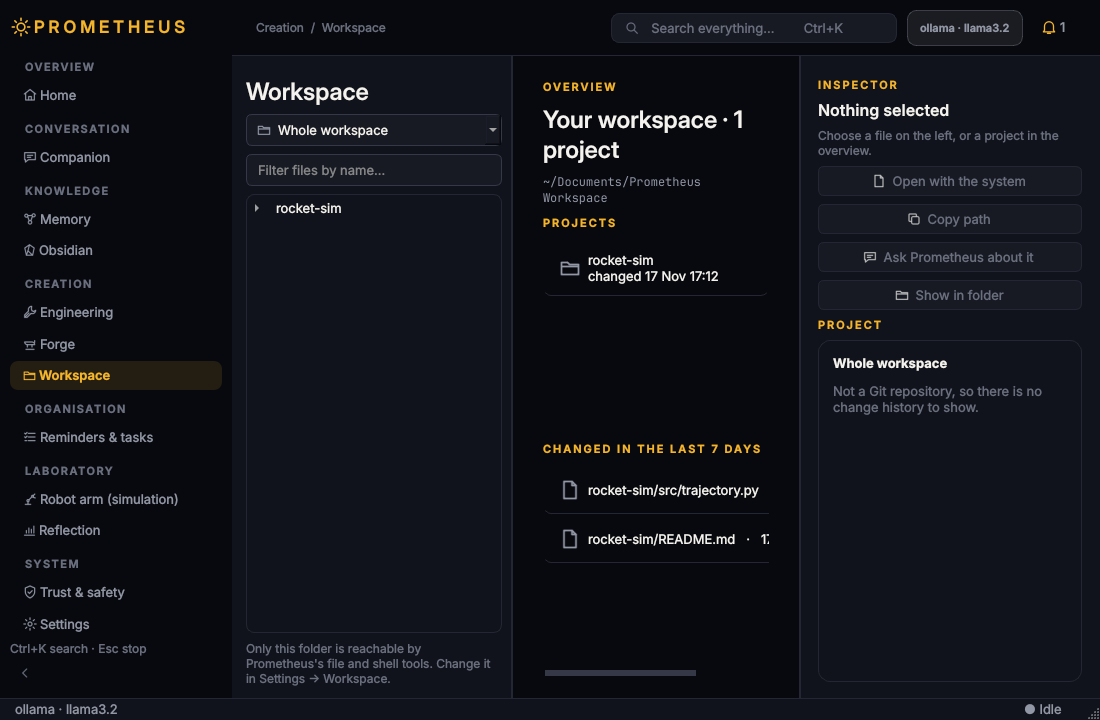 PROMETHEUS
Creation / Workspace
Search everything... Ctrl+K
ollama · llama3.2
1
OVERVIEW
Home
CONVERSATION
Companion
KNOWLEDGE
Memory
Obsidian
CREATION
Engineering
Forge
Workspace
ORGANISATION
Reminders & tasks
LABORATORY
Robot arm (simulation)
Reflection
SYSTEM
Trust & safety
Settings
Ctrl+K search · Esc stop
Workspace
Whole workspace
Filter files by name...
rocket-sim
Only this folder is reachable by
Prometheus's file and shell tools. Change it
in Settings → Workspace.
OVERVIEW
Your workspace · 1
project
~/Documents/Prometheus
Workspace
PROJECTS
rocket-sim
changed 17 Nov 17:12
CHANGED IN THE LAST 7 DAYS
rocket-sim/src/trajectory.py
rocket-sim/README.md ·
INSPECTOR
Nothing selected
Choose a file on the left, or a project in the
overview.
Open with the system
Copy path
Ask Prometheus about it
Show in folder
PROJECT
Whole workspace
Not a Git repository, so there is no
change history to show.
ollama · llama3.2
Idle